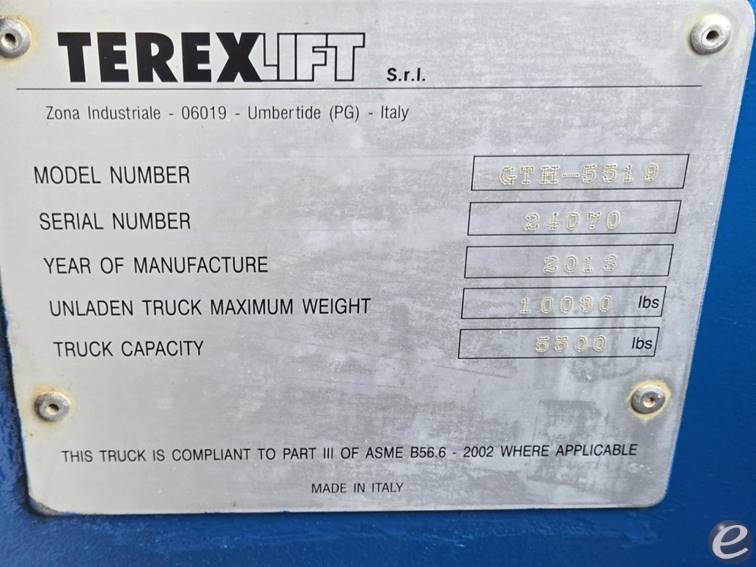 TEREXLIFT S.r.l.
Zona Industriale - 06019 - Umbertide (PG) - Italy
MODEL NUMBER GTH-5519
SERIAL NUMBER 24070
YEAR OF MANUFACTURE 2013
UNLADEN TRUCK MAXIMUM WEIGHT 10080 lbs
TRUCK CAPACITY 5500 lbs
THIS TRUCK IS COMPLIANT TO PART III OF ASME B56.6 - 2002 WHERE APPLICABLE
MADE IN ITALY
e